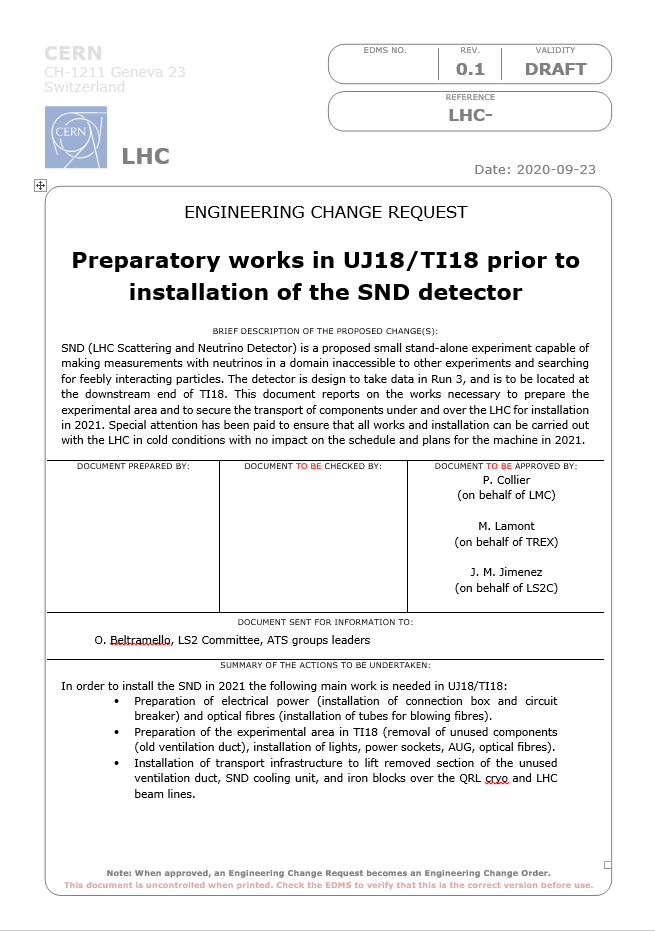 CERN
CH-1211 Geneva 23
Switzerland
EDMS NO.
REV.
VALIDITY
0.1
DRAFT
REFERENCE
LHC-
CERN
LHC
Date: 2020-09-23
ENGINEERING CHANGE REQUEST
Preparatory works in UJ18/TI18 prior to
installation of the SND detector
BRIEF DESCRIPTION OF THE PROPOSED CHANGE(S):
SND (LHC Scattering and Neutrino Detector) is a proposed small stand-alone experiment capable of
making measurements with neutrinos in a domain inaccessible to other experiments and searching
for feebly interacting particles. The detector is design to take data in Run 3, and is to be located at
the downstream end of TI18. This document reports on the works necessary to prepare the
experimental area and to secure the transport of components under and over the LHC for installation
in 2021. Special attention has been paid to ensure that all works and installation can be carried out
with the LHC in cold conditions with no impact on the schedule and plans for the machine in 2021.
DOCUMENT PREPARED BY:
DOCUMENT TO BE CHECKED BY:
DOCUMENT TO BE APPROVED BY:
P. Collier
(on behalf of LMC)
M. Lamont
(on behalf of TREX)
J. M. Jimenez
(on behalf of LS2C)
DOCUMENT SENT FOR INFORMATION TO:
O. Beltramello, LS2 Committee, ATS groups leaders
SUMMARY OF THE ACTIONS TO BE UNDERTAKEN:
In order to install the SND in 2021 the following main work is needed in UJ18/TI18:
• Preparation of electrical power (installation of connection box and circuit
breaker) and optical fibres (installation of tubes for blowing fibres).
• Preparation of the experimental area in TI18 (removal of unused components
(old ventilation duct), installation of lights, power sockets, AUG, optical fibres).
• Installation of transport infrastructure to lift removed section of the unused
ventilation duct, SND cooling unit, and iron blocks over the QRL cryo and LHC
beam lines.
Note: When approved, an Engineering Change Request becomes an Engineering Change Order.
This document is uncontrolled when printed. Check the EDMS to verify that this is the correct version before use.